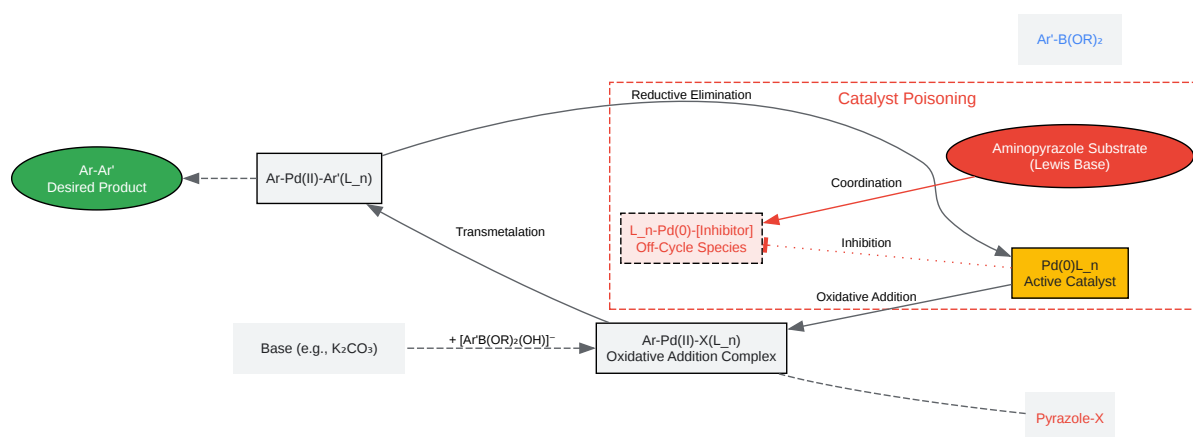 Ar'-B(OR)₂
Reductive Elimination
Catalyst Poisoning
Aminopyrazole Substrate
(Lewis Base)
Ar-Ar'
Desired Product
Ar-Pd(II)-Ar'(L_n)
Coordination
L_n-Pd(0)-[Inhibitor]
Off-Cycle Species
Transmetalation
Inhibition
Pd(0)L_n
Active Catalyst
Oxidative Addition
Base (e.g., K₂CO₃)
+ [Ar'B(OR)₂(OH)]⁻
Ar-Pd(II)-X(L_n)
Oxidative Addition Complex
Pyrazole-X